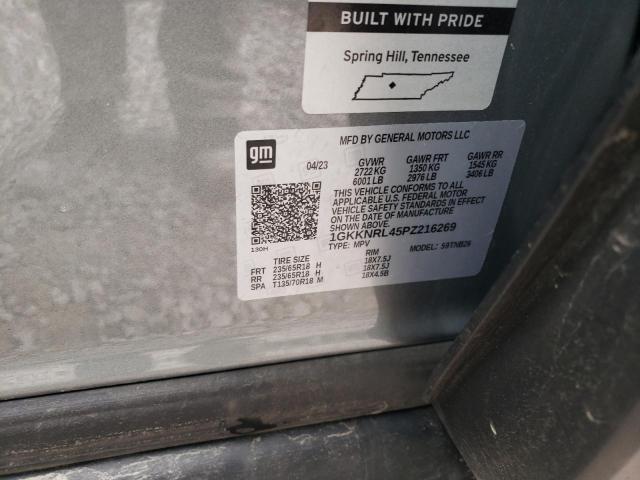 BUILT WITH PRIDE
Spring Hill, Tennessee
gm
MFD BY GENERAL MOTORS LLC
04/23 GVWR GAWR FRT GAWR RR
2722 KG 1350 KG 1545 KG
6001 LB 2976 LB 3406 LB
THIS VEHICLE CONFORMS TO ALL
APPLICABLE U.S. FEDERAL MOTOR
VEHICLE SAFETY STANDARDS IN EFFECT
ON THE DATE OF MANUFACTURE
SHOWN ABOVE.
1GKKNRL45PZ216269
TYPE: MPV MODEL: 59TNB26
130H
TIRE SIZE RIM
FRT 235/65R18 H 18X7.5J
RR 235/65R18 H 18X7.5J
SPA T135/70R18 M 18X4.5B